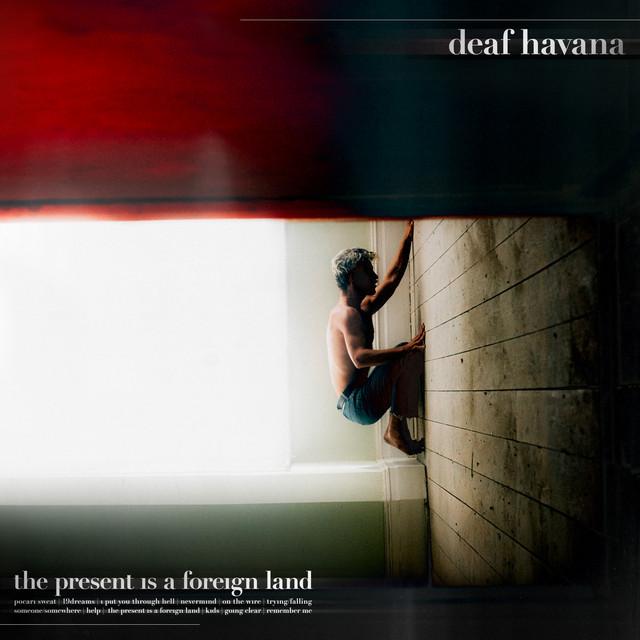 deaf havana
the present is a foreign land
pocari sweat | 19dreams | i put you through hell | nevermind | on the wire | trying/falling
someone/somewhere | help | the present is a foreign land | kids | going clear | remember me